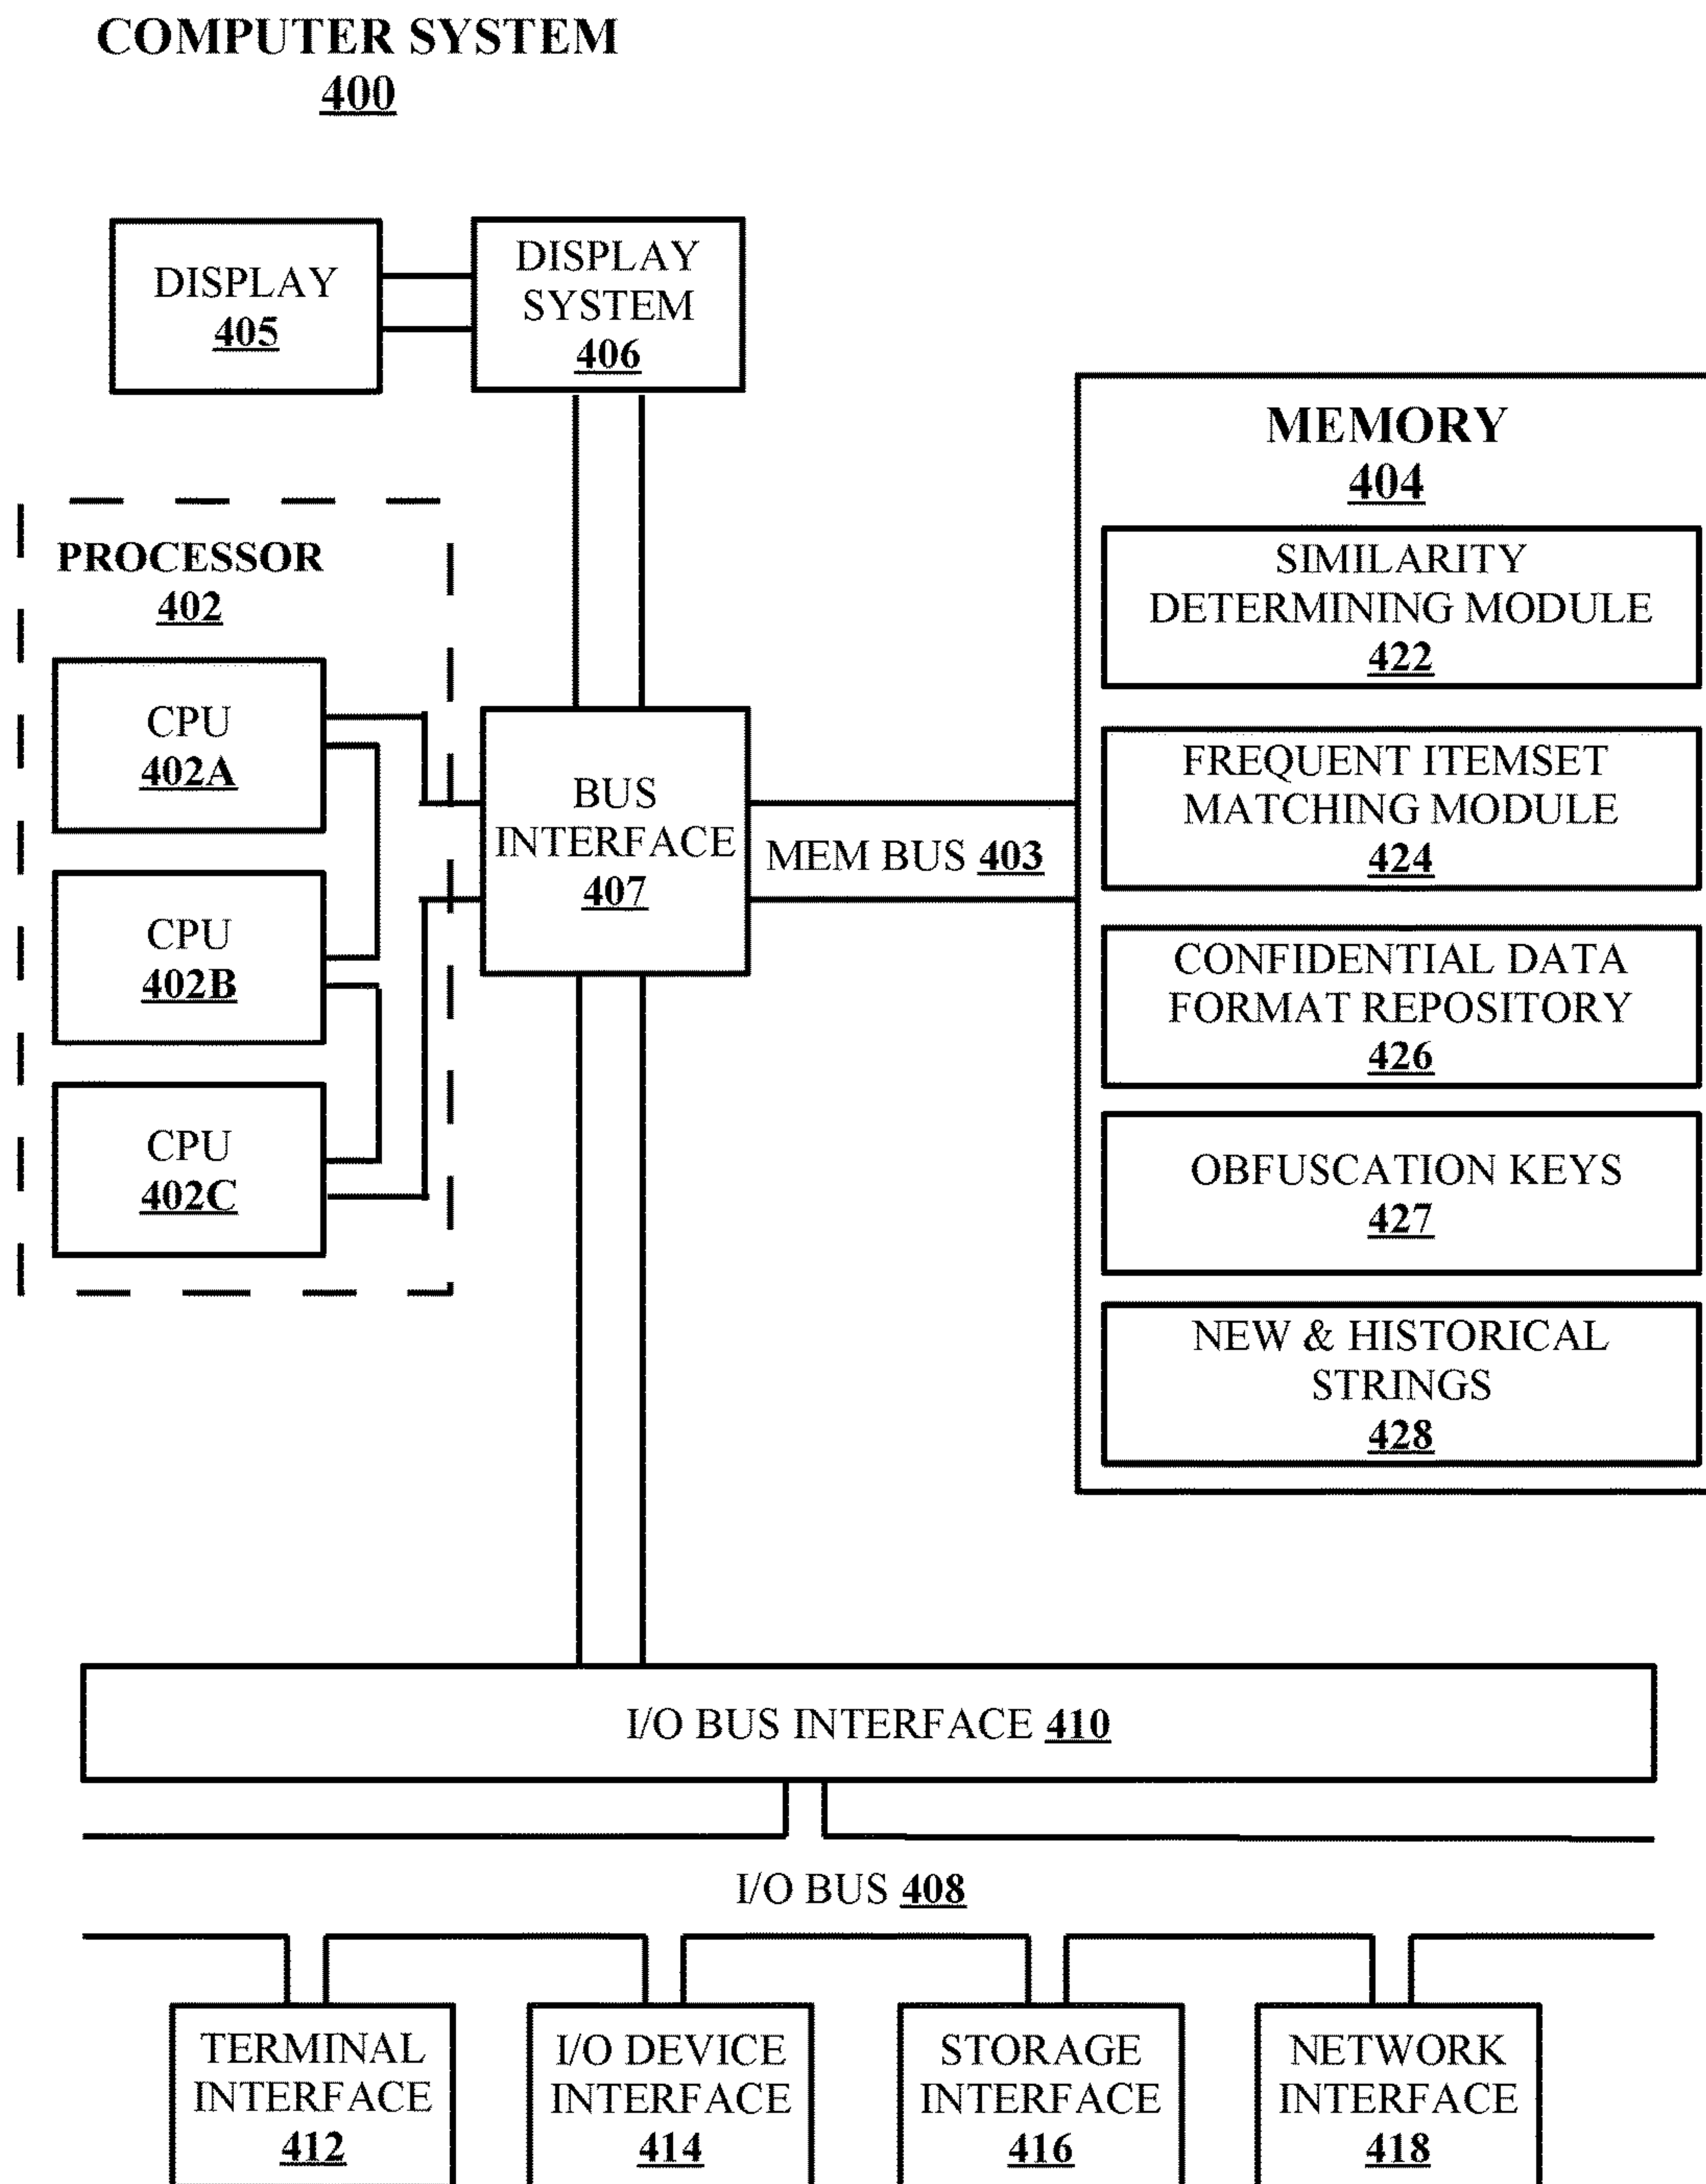 COMPUTER SYSTEM
400
DISPLAY
405
DISPLAY
SYSTEM
406
MEMORY
404
PROCESSOR
402
CPU
402A
CPU
402B
CPU
402C
BUS
INTERFACE
407
MEM BUS 403
SIMILARITY
DETERMINING MODULE
422
FREQUENT ITEMSET
MATCHING MODULE
424
CONFIDENTIAL DATA
FORMAT REPOSITORY
426
OBFUSCATION KEYS
427
NEW & HISTORICAL
STRINGS
428
I/O BUS INTERFACE 410
I/O BUS 408
TERMINAL
INTERFACE
412
I/O DEVICE
INTERFACE
414
STORAGE
INTERFACE
416
NETWORK
INTERFACE
418